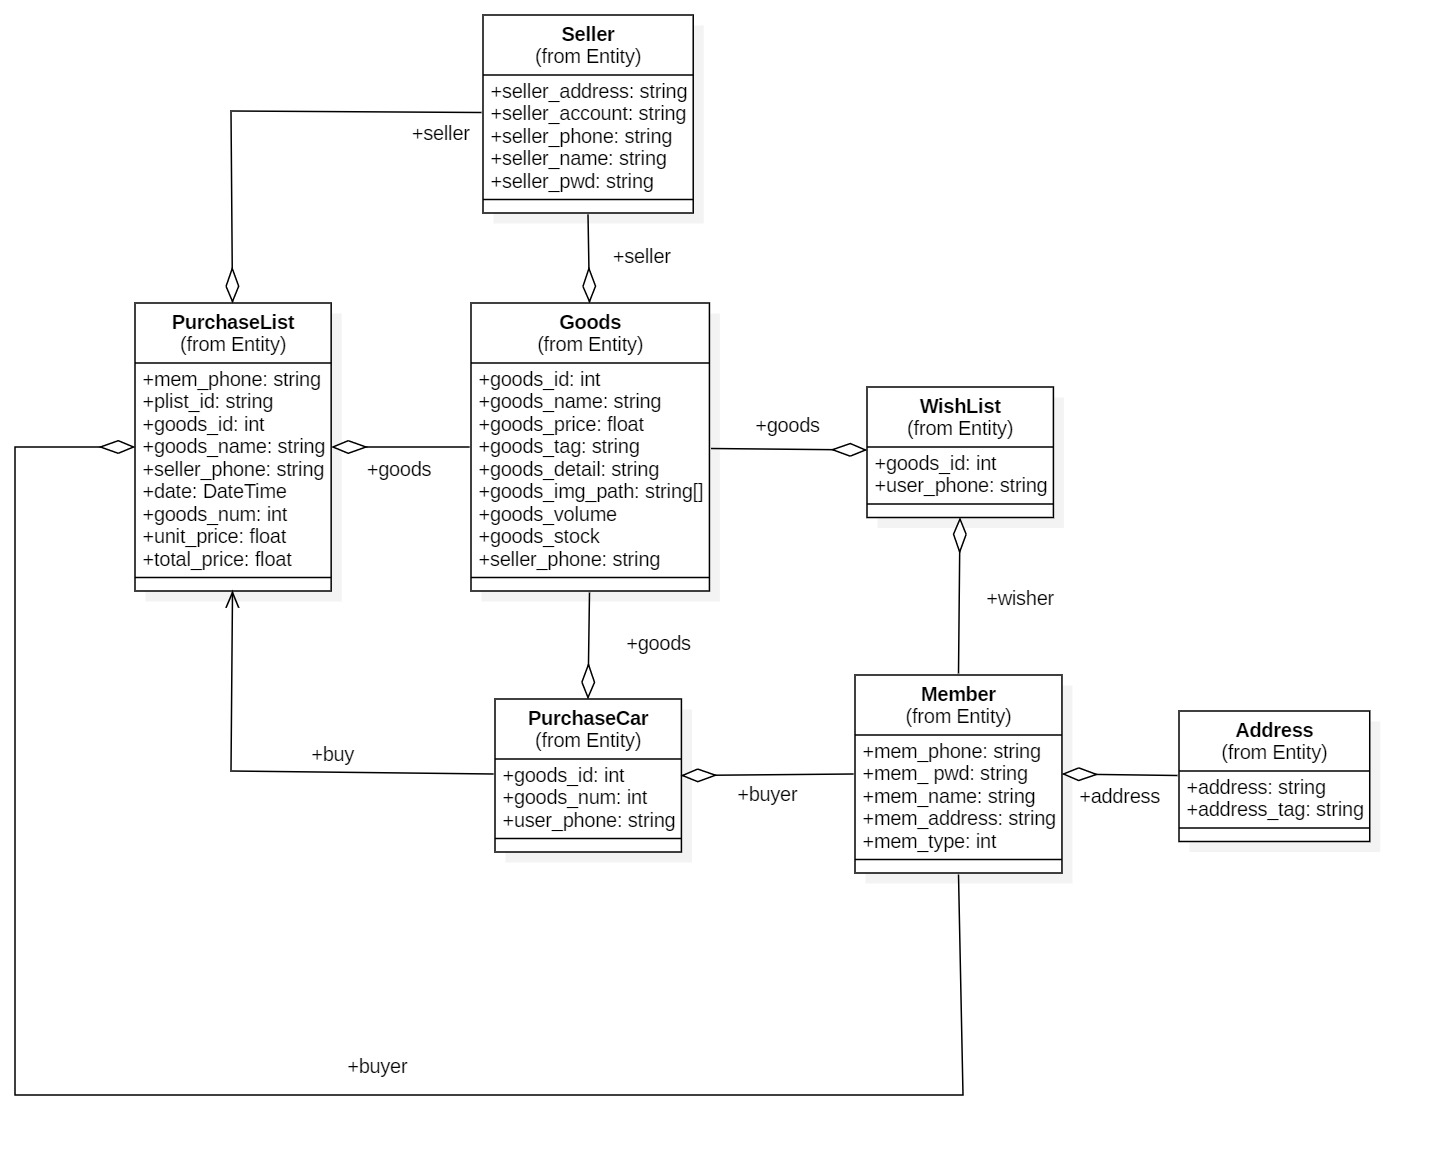 Seller
(from Entity)
+seller_address: string
+seller_account: string
+seller_phone: string
+seller_name: string
+seller_pwd: string
+seller
+seller
PurchaseList
(from Entity)
+mem_phone: string
+plist_id: string
+goods_id: int
+goods_name: string
+seller_phone: string
+date: DateTime
+goods_num: int
+unit_price: float
+total_price: float
+goods
Goods
(from Entity)
+goods_id: int
+goods_name: string
+goods_price: float
+goods_tag: string
+goods_detail: string
+goods_img_path: string[]
+goods_volume
+goods_stock
+seller_phone: string
+goods
WishList
(from Entity)
+goods_id: int
+user_phone: string
+wisher
+goods
+buy
PurchaseCar
(from Entity)
+goods_id: int
+goods_num: int
+user_phone: string
+buyer
Member
(from Entity)
+mem_phone: string
+mem_ pwd: string
+mem_name: string
+mem_address: string
+mem_type: int
+address
Address
(from Entity)
+address: string
+address_tag: string
+buyer